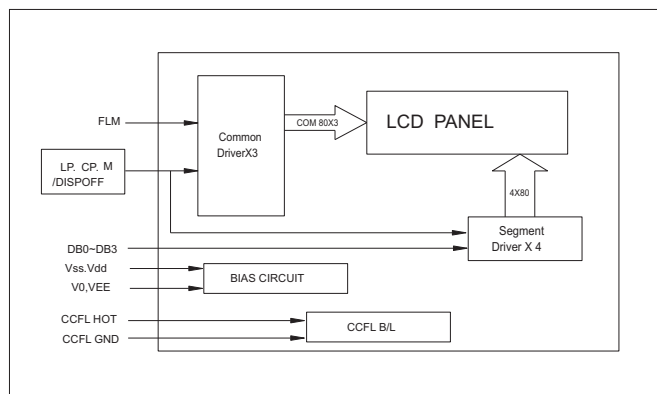 FLM
LP. CP. M
/DISPOFF
Common
DriverX3
COM 80X3
LCD PANEL
4X80
Segment
Driver X 4
DB0~DB3
Vss.Vdd
V0,VEE
BIAS CIRCUIT
CCFL HOT
CCFL GND
CCFL B/L